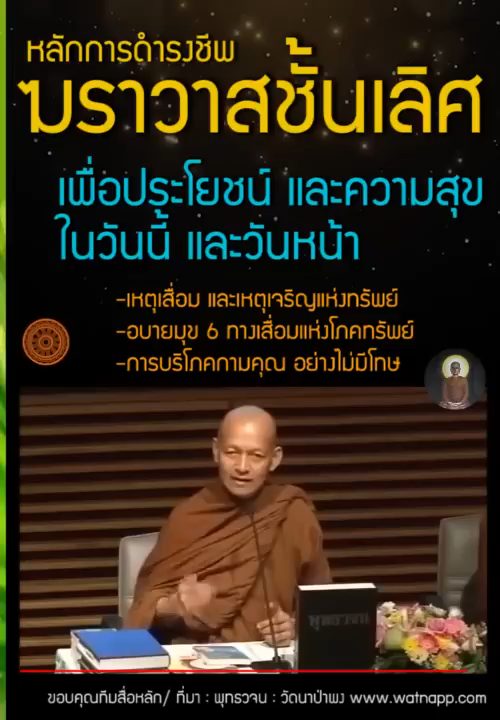 หลักการดำรงชีพ
ฆราวาสชั้นเลิศ
เพื่อประโยชน์ และความสุข
ในวันนี้ และวันหน้า
-เหตุเสื่อม และเหตุเจริญแห่งทรัพย์
-อบายมุข 6 ทางเสื่อมแห่งโภคทรัพย์
-การบริโภคกามคุณ อย่างไม่มีโทษ
พุทธวจน
ขอบคุณทีมสื่อหลัก/ ที่มา : พุทธวจน : วัดนาป่าพง www.watnapp.com